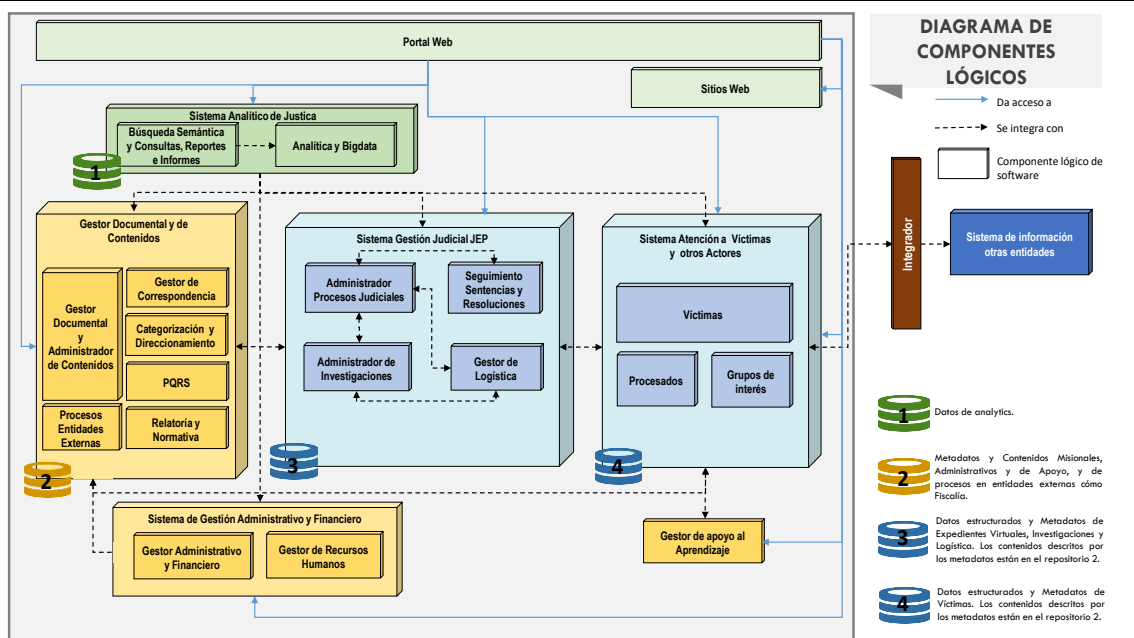 DIAGRAMA DE
COMPONENTES
LÓGICOS
Da acceso a
Se integra con
Componente lógico de
software
Portal Web
Sitios Web
Sistema Analítico de Justica
Búsqueda Semántica
y Consultas, Reportes
e Informes
Analítica y Bigdata
1
Gestor Documental y de
Contenidos
Gestor
Documental
y
Administrador
de Contenidos
Gestor de
Correspondencia
Categorización y
Direccionamiento
PQRS
Procesos
Entidades
Externas
Relatoría y
Normativa
2
Sistema Gestión Judicial JEP
Administrador
Procesos Judiciales
Seguimiento
Sentencias y
Resoluciones
Administrador de
Investigaciones
Gestor de
Logística
3
Sistema Atención a Víctimas
y otros Actores
Víctimas
Procesados
Grupos de
interés
4
Integrador
Sistema de información
otras entidades
Sistema de Gestión Administrativo y Financiero
Gestor Administrativo
y Financiero
Gestor de Recursos
Humanos
Gestor de apoyo al
Aprendizaje
1
Datos de analytics.
2
Metadatos y Contenidos Misionales,
Administrativos y de Apoyo, y de
procesos en entidades externas cómo
Fiscalía.
3
Datos estructurados y Metadatos de
Expedientes Virtuales, Investigaciones y
Logística. Los contenidos descritos por
los metadatos están en el repositorio 2.
4
Datos estructurados y Metadatos de
Víctimas. Los contenidos descritos por
los metadatos están en el repositorio 2.